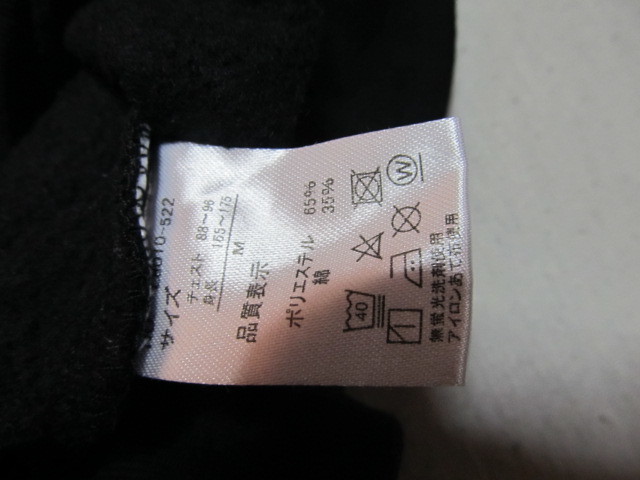 サイズ
チェスト 88〜96
身長 165〜175
M
品質表示
ポリエステル 65%
綿 35%
40
W
無蛍光洗剤使用
アイロンあて布使用